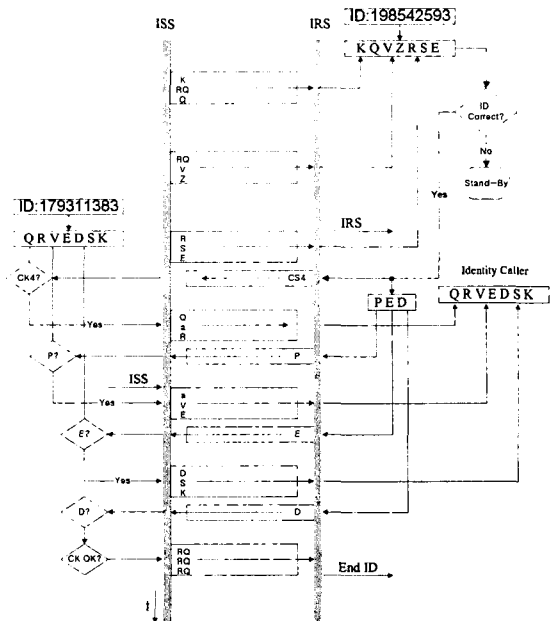 ISS
IRS
ID:198542593
K Q V Z R S E
K
RQ
Q
ID
Correct?
No
RQ
V
Z
Stand-By
Yes
ID:179311383
Q R V E D S K
IRS
R
S
E
Identity Caller
CK4?
CS4
Q R V E D S K
P E D
Yes
Q
a
R
P?
P
ISS
Yes
a
V
E
E?
E
Yes
D
S
K
D?
D
CK OK?
RQ
RQ
RQ
End ID
t